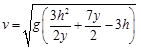 v = √(g(3h²/2y + 7y/2 − 3h))